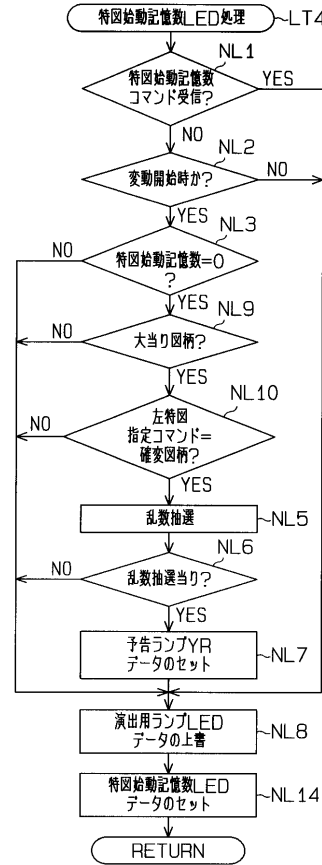 特図始動記憶数LED処理
LT4
NL1
特図始動記憶数
コマンド受信?
YES
NO
NL2
変動開始時か?
NO
YES
NL3
NO
特図始動記憶数=0
?
YES
NL9
NO
大当り図柄?
YES
NL10
NO
左特図
指定コマンド=
確変図柄?
YES
乱数抽選
NL5
NL6
NO
乱数抽選当り?
YES
予告ランプYR
データのセット
NL7
演出用ランプLED
データの上書
NL8
特図始動記憶数LED
データのセット
NL14
RETURN